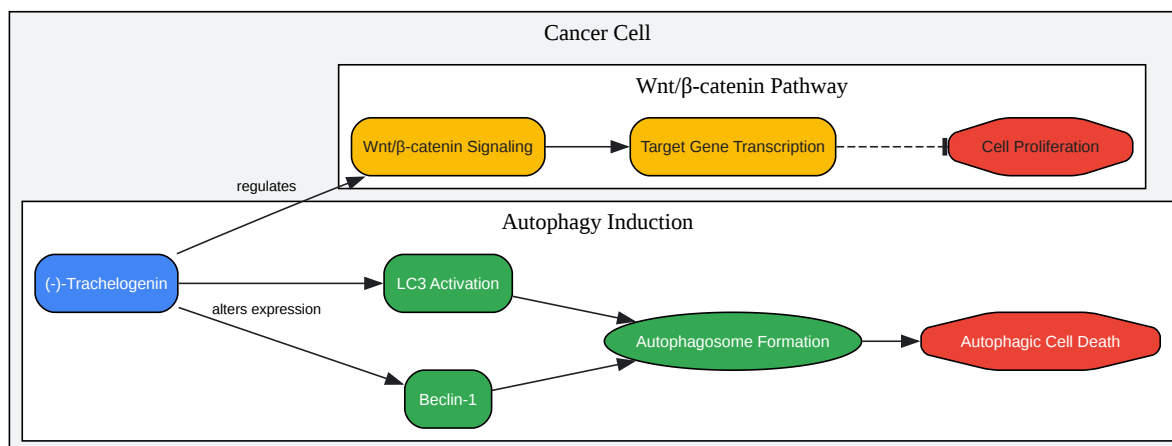 Cancer Cell
Wnt/β-catenin Pathway
Wnt/β-catenin Signaling
Target Gene Transcription
Cell Proliferation
regulates
Autophagy Induction
(-)-Trachelogenin
LC3 Activation
alters expression
Autophagosome Formation
Autophagic Cell Death
Beclin-1